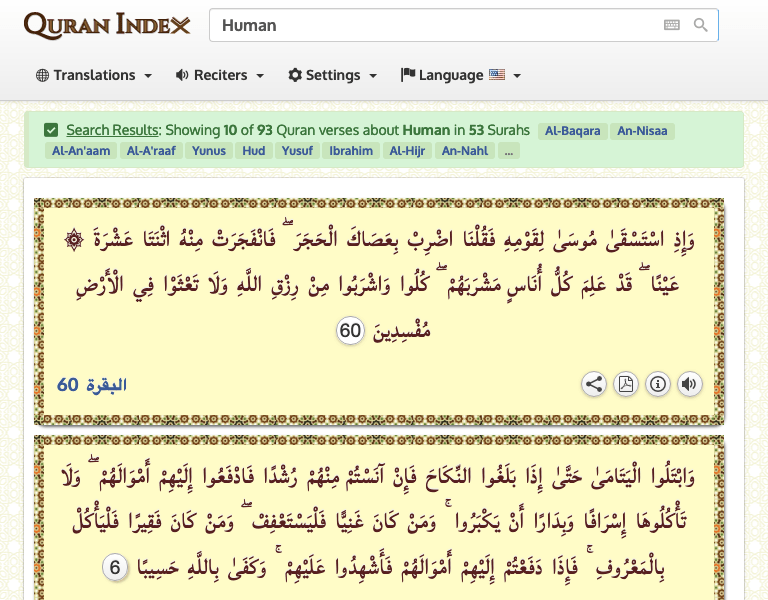 QURAN INDEX
Human
Translations Reciters Settings Language
Search Results: Showing 10 of 93 Quran verses about Human in 53 Surahs Al-Baqara An-Nisaa
Al-An'aam Al-A'raaf Yunus Hud Yusuf Ibrahim Al-Hijr An-Nahl ...
وَإِذِ اسْتَسْقَىٰ مُوسَىٰ لِقَوْمِهِ فَقُلْنَا اضْرِبْ بِعَصَاكَ الْحَجَرَ ۖ فَانْفَجَرَتْ مِنْهُ اثْنَتَا عَشْرَةَ ۞
عَيْنًا ۖ قَدْ عَلِمَ كُلُّ أُنَاسٍ مَشْرَبَهُمْ ۖ كُلُوا وَاشْرَبُوا مِنْ رِزْقِ اللَّهِ وَلَا تَعْثَوْا فِي الْأَرْضِ
مُفْسِدِينَ 60
البقرة 60
وَابْتَلُوا الْيَتَامَىٰ حَتَّىٰ إِذَا بَلَغُوا النِّكَاحَ فَإِنْ آنَسْتُمْ مِنْهُمْ رُشْدًا فَادْفَعُوا إِلَيْهِمْ أَمْوَالَهُمْ ۖ وَلَا
تَأْكُلُوهَا إِسْرَافًا وَبِدَارًا أَنْ يَكْبَرُوا ۚ وَمَنْ كَانَ غَنِيًّا فَلْيَسْتَعْفِفْ ۖ وَمَنْ كَانَ فَقِيرًا فَلْيَأْكُلْ
بِالْمَعْرُوفِ ۚ فَإِذَا دَفَعْتُمْ إِلَيْهِمْ أَمْوَالَهُمْ فَأَشْهِدُوا عَلَيْهِمْ ۚ وَكَفَىٰ بِاللَّهِ حَسِيبًا 6